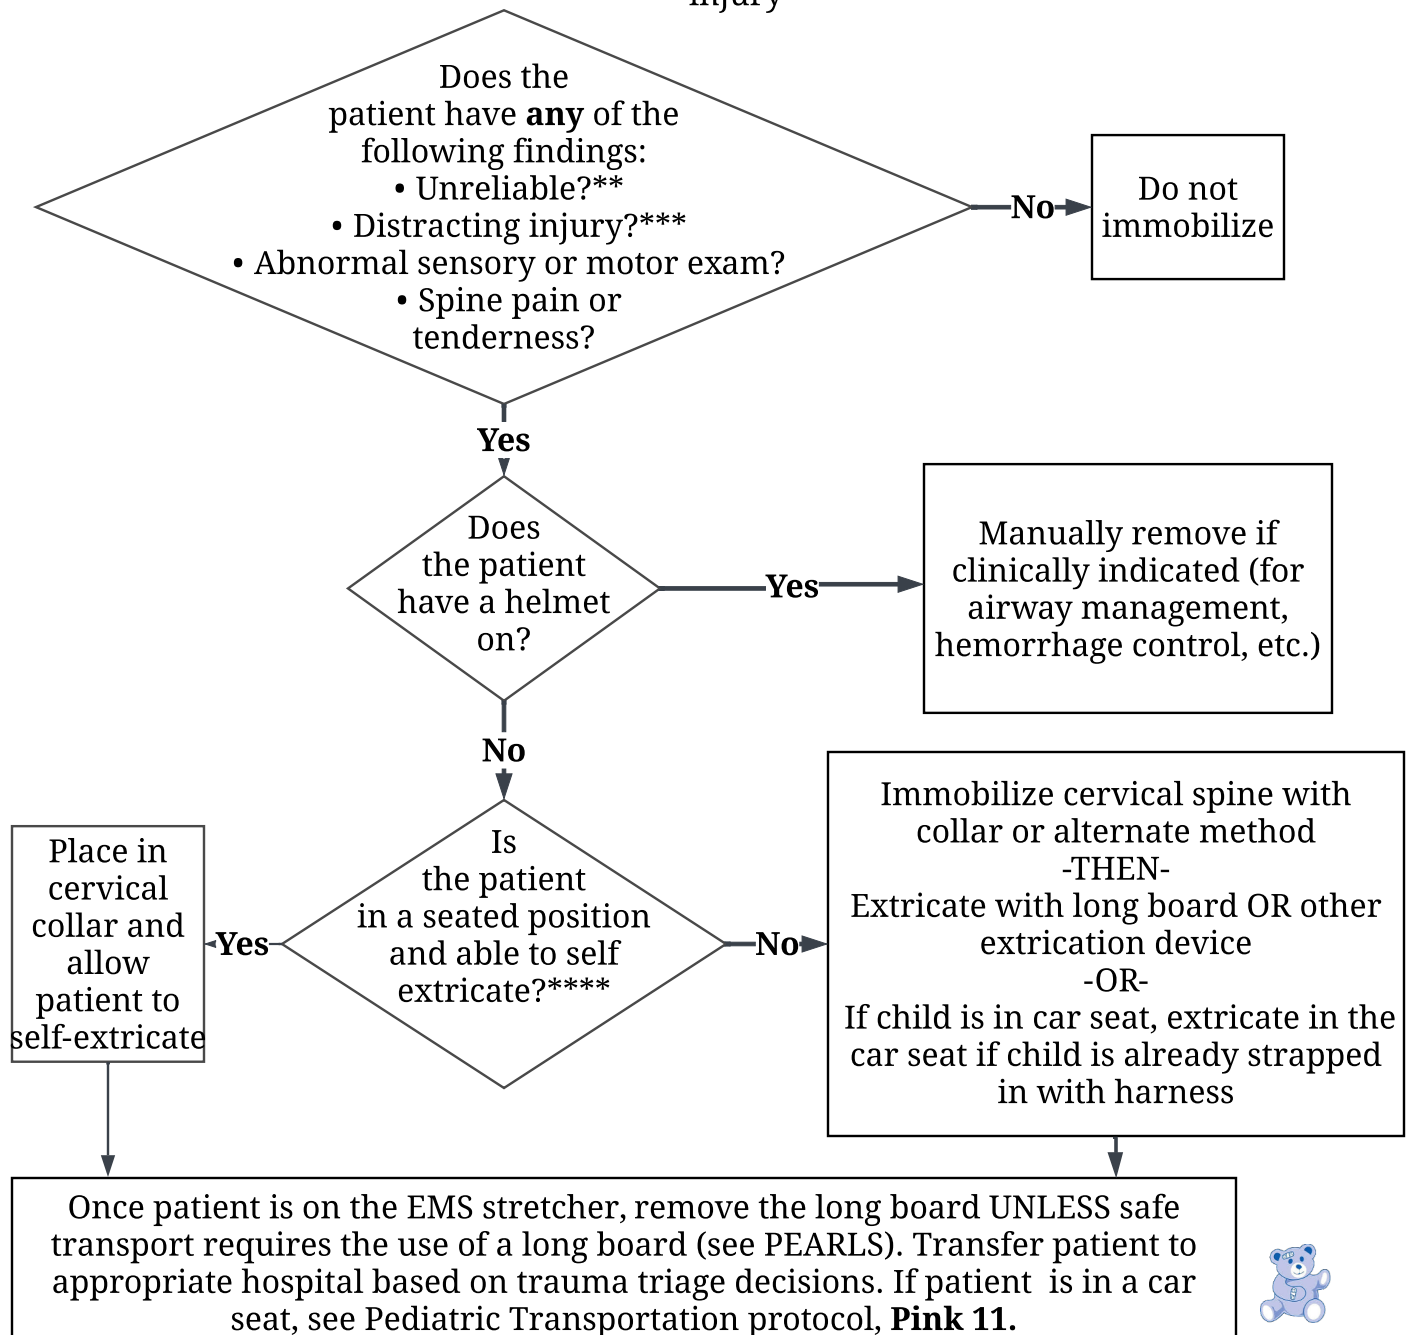 injury
Does the
patient have any of the
following findings:
• Unreliable?**
• Distracting injury?***
• Abnormal sensory or motor exam?
• Spine pain or
tenderness?
No
Do not
immobilize
Yes
Does
the patient
have a helmet
on?
Yes
Manually remove if
clinically indicated (for
airway management,
hemorrhage control, etc.)
No
Is
the patient
in a seated position
and able to self
extricate?****
Yes
Place in
cervical
collar and
allow
patient to
self-extricate
No
Immobilize cervical spine with
collar or alternate method
-THEN-
Extricate with long board OR other
extrication device
-OR-
If child is in car seat, extricate in the
car seat if child is already strapped
in with harness
Once patient is on the EMS stretcher, remove the long board UNLESS safe
transport requires the use of a long board (see PEARLS). Transfer patient to
appropriate hospital based on trauma triage decisions. If patient  is in a car
seat, see Pediatric Transportation protocol, Pink 11.